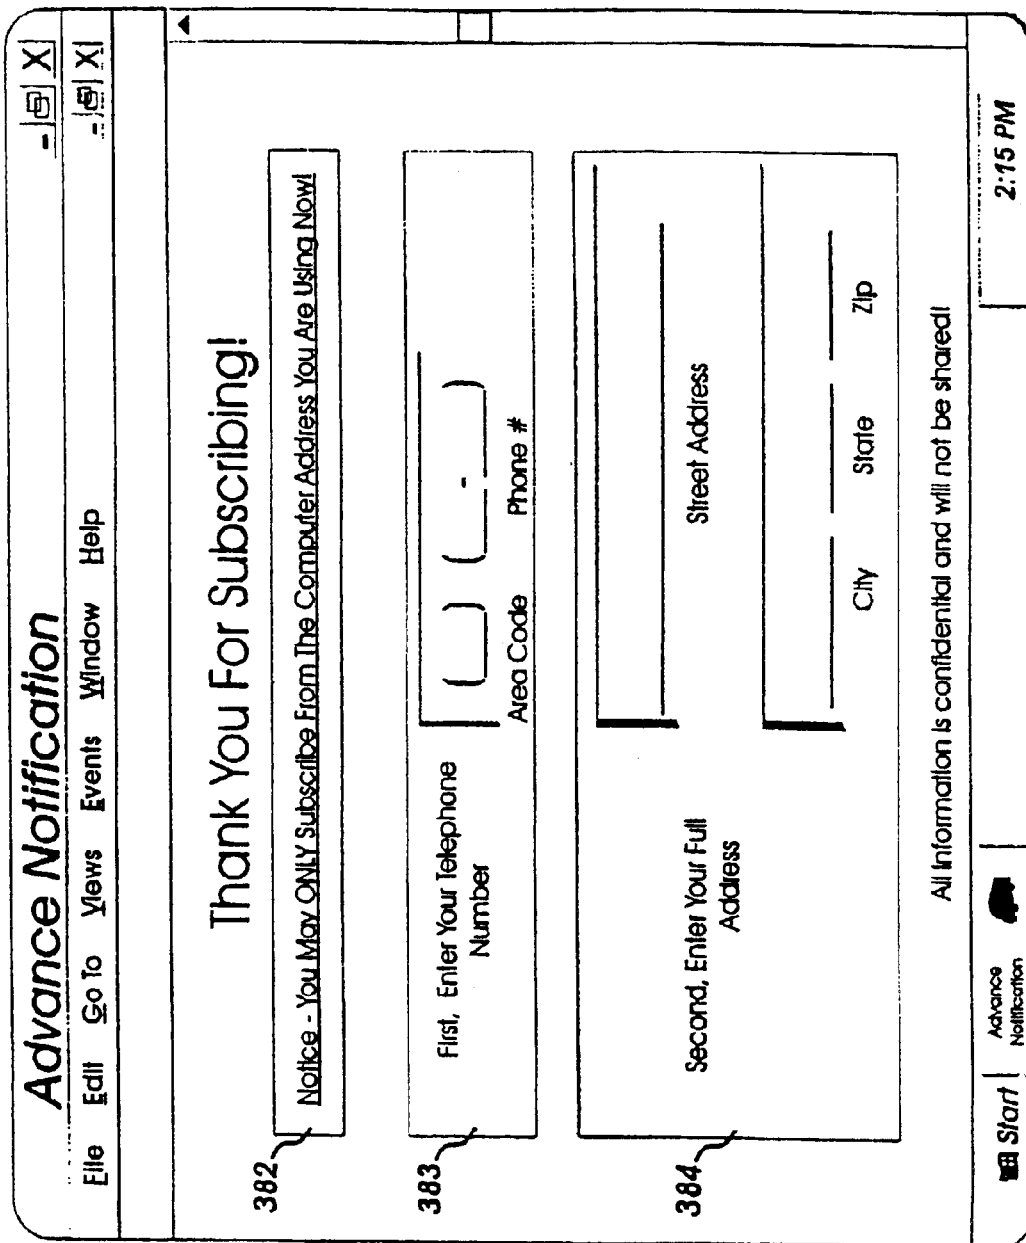 Advance Notification
File Edit Go To Views Events Window Help
Thank You For Subscribing!
382
Notice - You May ONLY Subscribe From The Computer Address You Are Using Now!
383
First, Enter Your Telephone
Number
( ) ( - )
Area Code Phone #
384
Second, Enter Your Full
Address
Street Address
City State Zip
All Information is confidential and will not be shared!
Start
Advance
Notification
2:15 PM